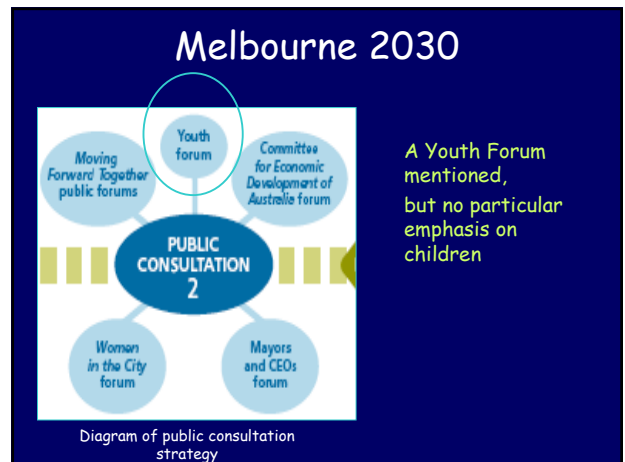 Melbourne 2030
Youth
forum
Moving
Forward Together
public forums
Committee
for Economic
Development of
Australia forum
PUBLIC
CONSULTATION
2
Women
in the City
forum
Mayors
and CEOs
forum
A Youth Forum
mentioned,
but no particular
emphasis on
children
Diagram of public consultation
strategy